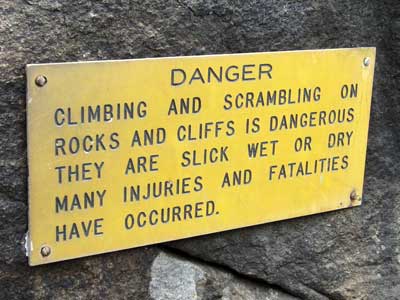 DANGER
CLIMBING AND SCRAMBLING ON
ROCKS AND CLIFFS IS DANGEROUS
THEY ARE SLICK WET OR DRY
MANY INJURIES AND FATALITIES
HAVE OCCURRED.